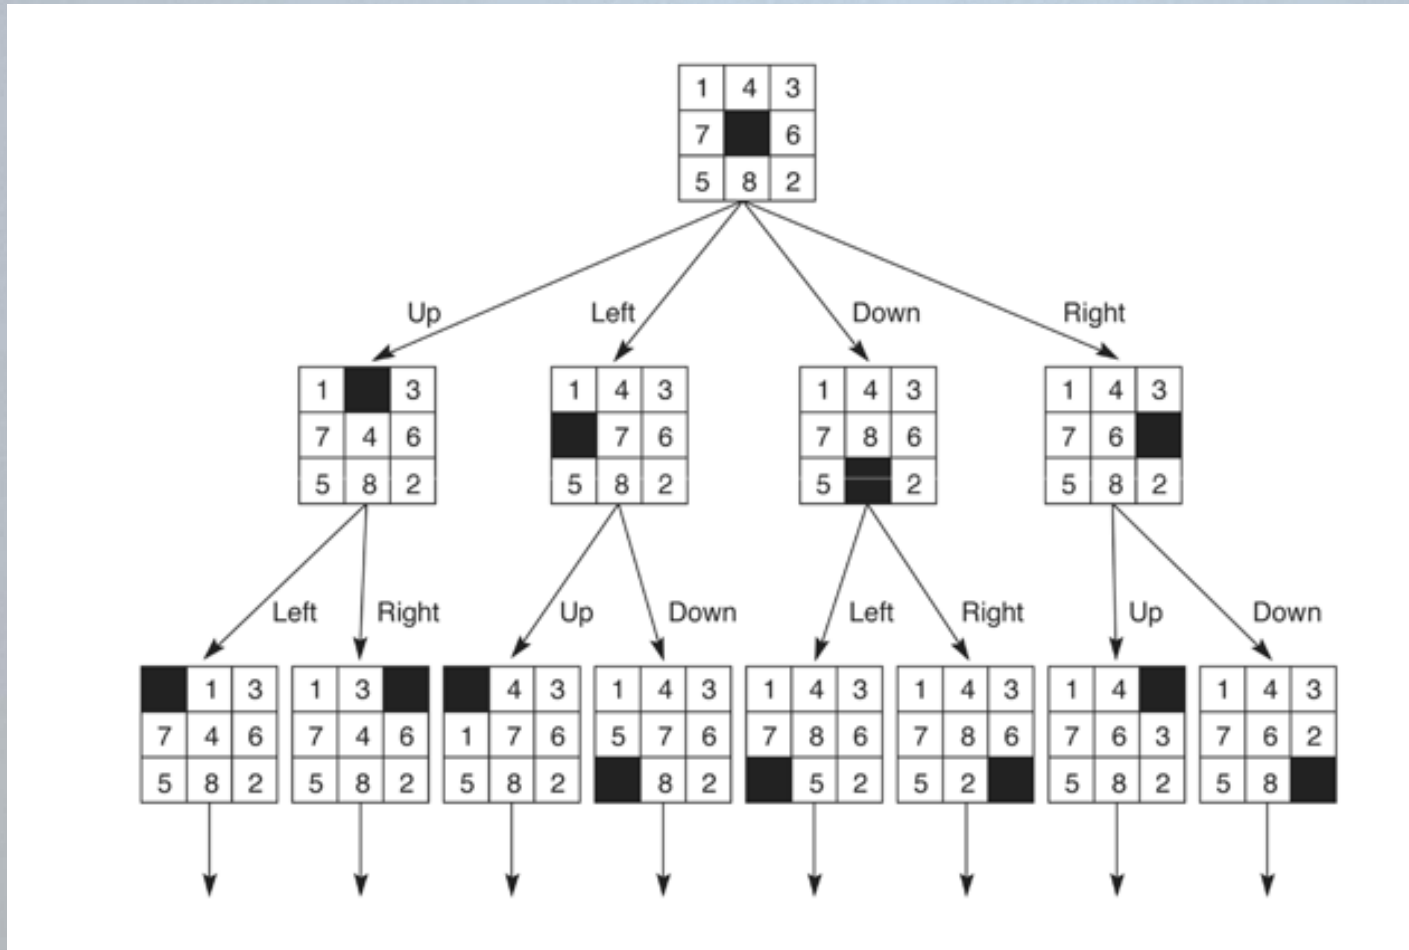 1 4 3
7 6
5 8 2
Up Left Down Right
1 3 1 4 3 1 4 3 1 4 3
7 4 6 7 6 7 8 6 7 6
5 8 2 5 8 2 5 2 5 8 2
Left Right Up Down Left Right Up Down
1 3 1 3 4 3 1 4 3 1 4 3 1 4 3 1 4 1 4 3
7 4 6 7 4 6 1 7 6 5 7 6 7 8 6 7 8 6 7 6 3 7 6 2
5 8 2 5 8 2 5 8 2 8 2 5 2 5 2 5 8 2 5 8